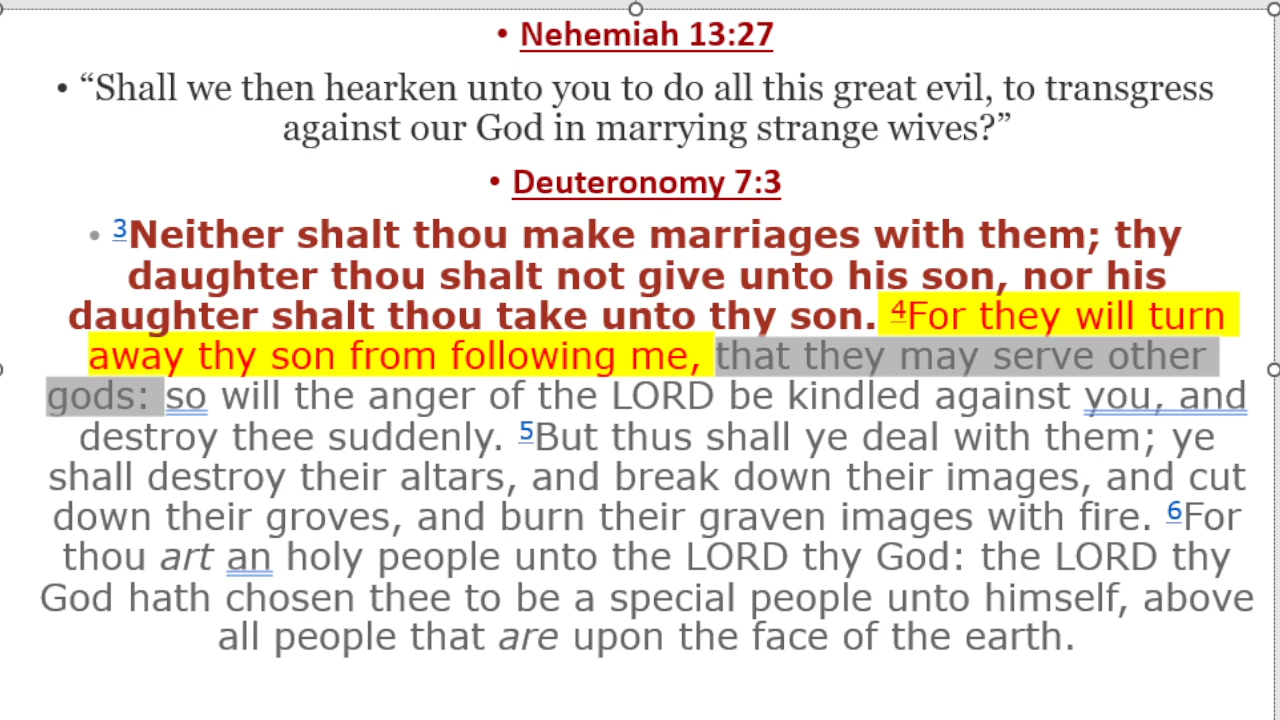 • Nehemiah 13:27
• “Shall we then hearken unto you to do all this great evil, to transgress
against our God in marrying strange wives?”
• Deuteronomy 7:3
• 3Neither shalt thou make marriages with them; thy
daughter thou shalt not give unto his son, nor his
daughter shalt thou take unto thy son. 4For they will turn
away thy son from following me, that they may serve other
gods: so will the anger of the LORD be kindled against you, and
destroy thee suddenly. 5But thus shall ye deal with them; ye
shall destroy their altars, and break down their images, and cut
down their groves, and burn their graven images with fire. 6For
thou art an holy people unto the LORD thy God: the LORD thy
God hath chosen thee to be a special people unto himself, above
all people that are upon the face of the earth.